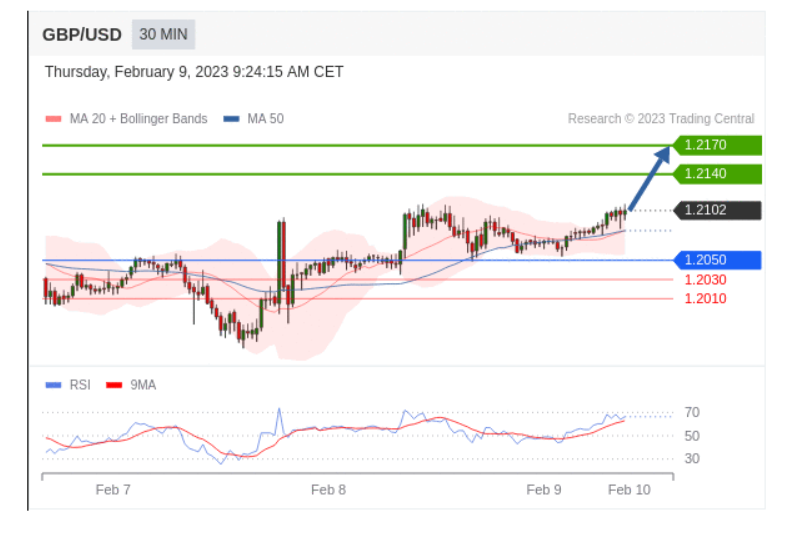 GBP/USD 30 MIN
Thursday, February 9, 2023 9:24:15 AM CET
MA 20 + Bollinger Bands MA 50 Research © 2023 Trading Central
1.2170
1.2140
1.2102
1.2050
1.2030
1.2010
RSI 9MA
70
50
30
Feb 7 Feb 8 Feb 9 Feb 10